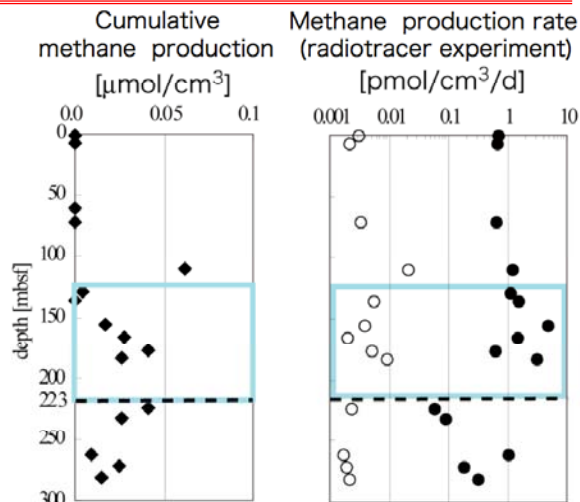 Cumulative
methane production
[μmol/cm³]
0.0 0.05 0.1
0
50
100
150
200
223
250
300
depth [mbsf]
Methane production rate
(radiotracer experiment)
[pmol/cm³/d]
0.001 0.01 0.1 1 10